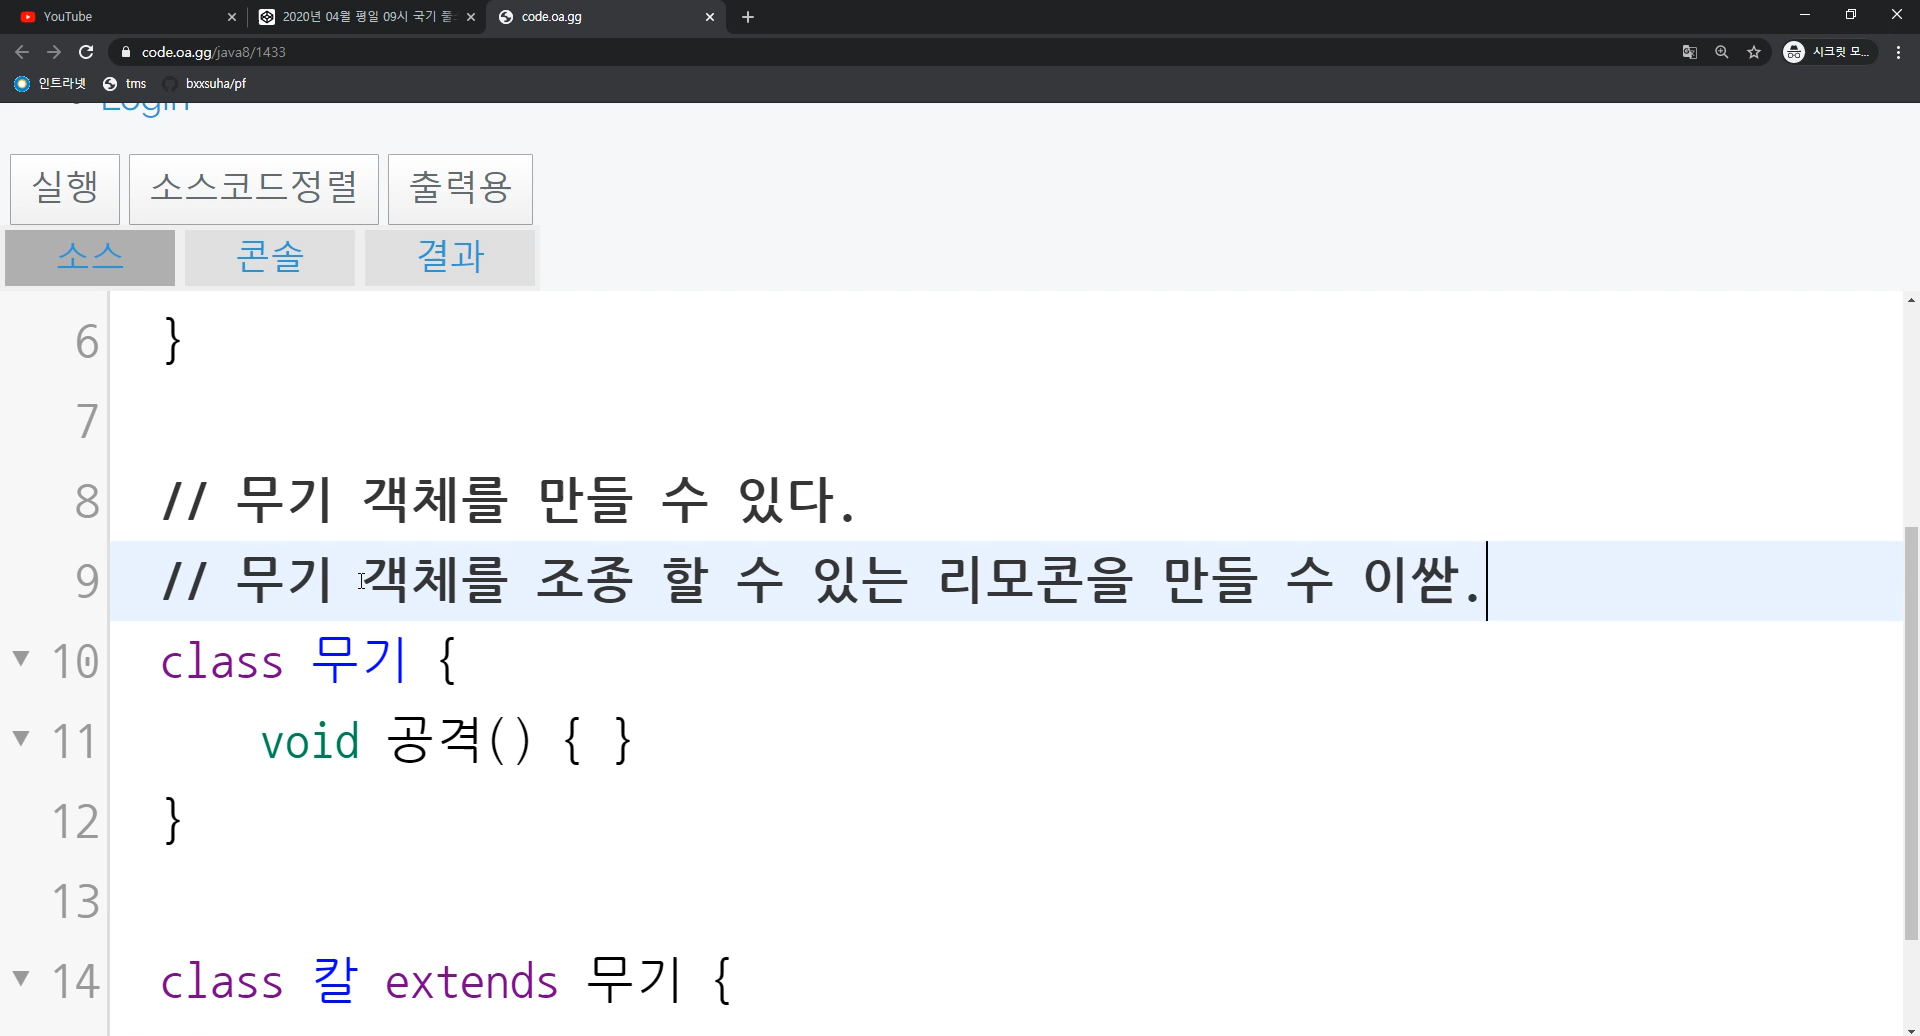 YouTube
2020년 04월 평일 09시 국기 풀
code.oa.gg
code.oa.gg/java8/1433
시크릿 모...
인트라넷
tms
bxxsuha/pf
Login
실행
소스코드정렬
출력용
소스
콘솔
결과
6 }
7
8 // 무기 객체를 만들 수 있다.
9 // 무기 객체를 조종 할 수 있는 리모콘을 만들 수 이싿.
10 class 무기 {
11 void 공격() { }
12 }
13
14 class 칼 extends 무기 {